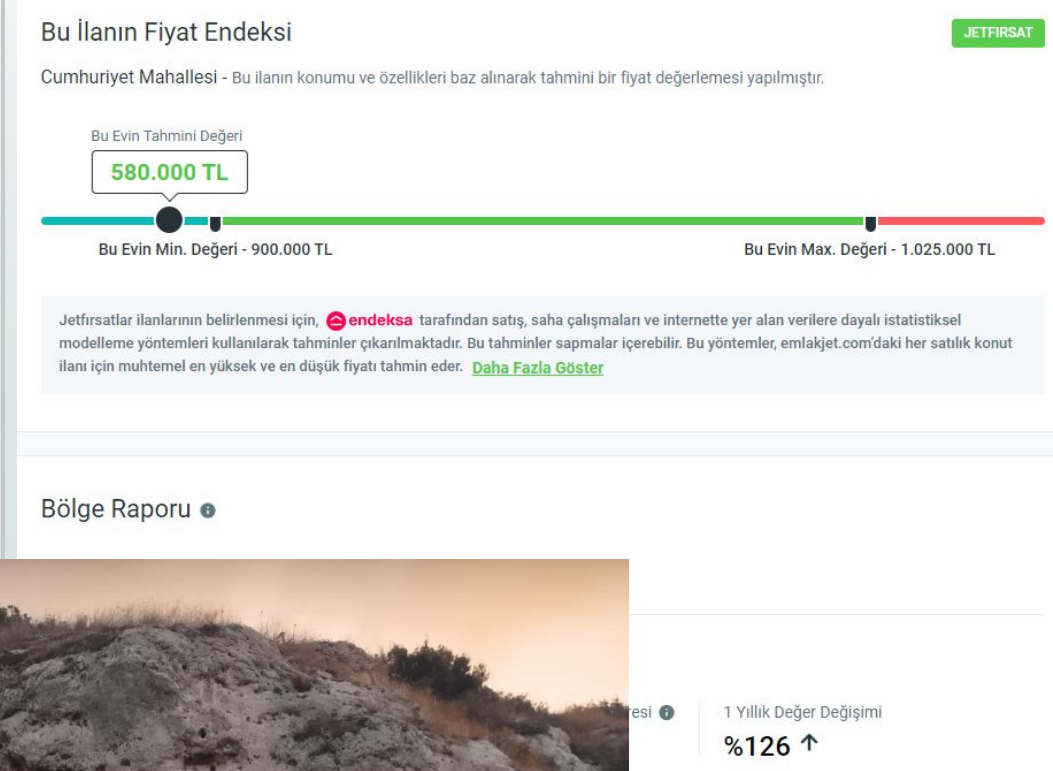 Bu İlanın Fiyat Endeksi
JETFIRSAT
Cumhuriyet Mahallesi - Bu ilanın konumu ve özellikleri baz alınarak tahmini bir fiyat değerlemesi yapılmıştır.
Bu Evin Tahmini Değeri
580.000 TL
Bu Evin Min. Değeri - 900.000 TL
Bu Evin Max. Değeri - 1.025.000 TL
Jetfırsatlar ilanlarının belirlenmesi için, endeksa tarafından satış, saha çalışmaları ve internette yer alan verilere dayalı istatistiksel
modelleme yöntemleri kullanılarak tahminler çıkarılmaktadır. Bu tahminler sapmalar içerebilir. Bu yöntemler, emlakjet.com'daki her satılık konut
ilanı için muhtemel en yüksek ve en düşük fiyatı tahmin eder. Daha Fazla Göster
Bölge Raporu
1 Yıllık Değer Değişimi
%126